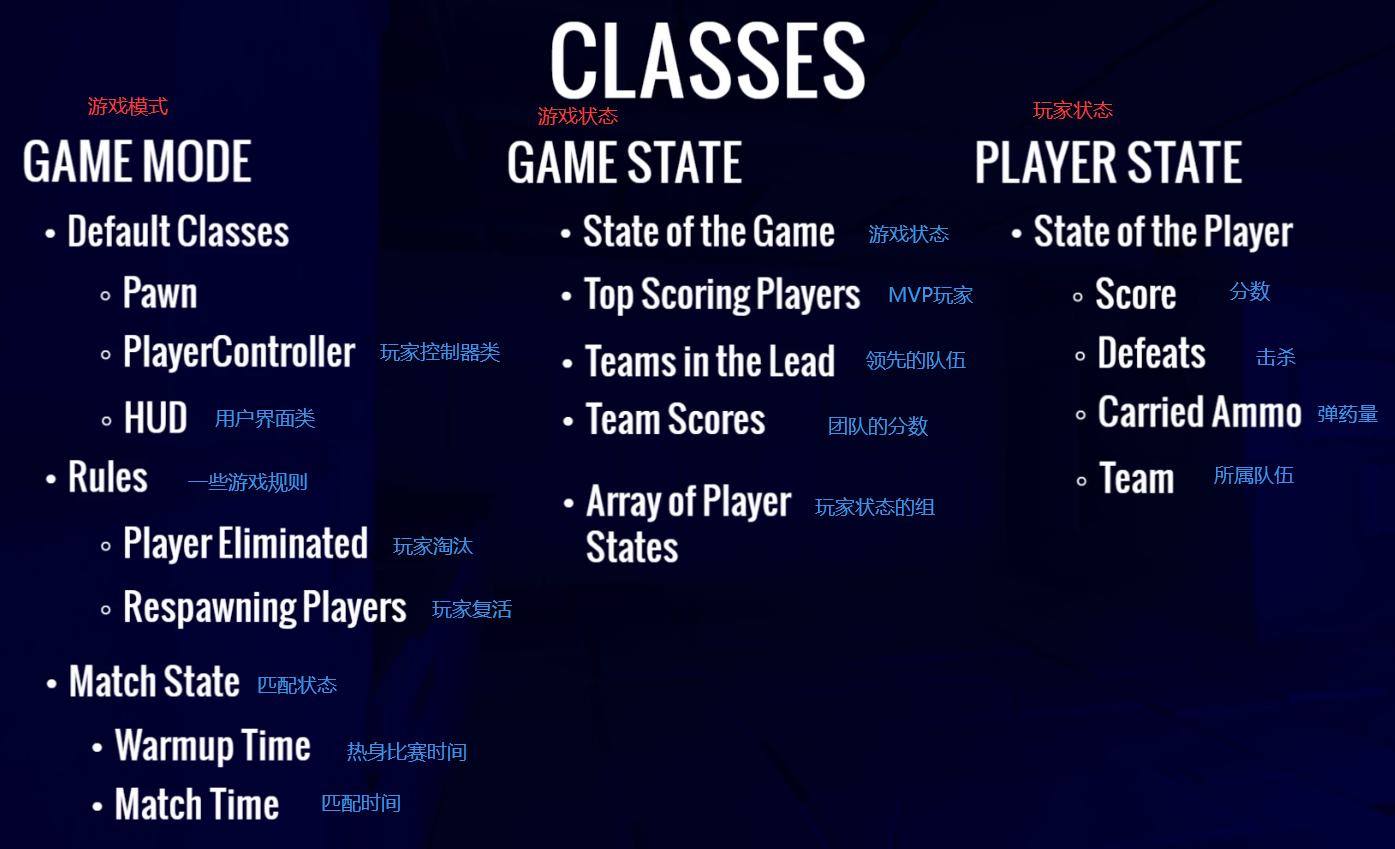 CLASSES
游戏模式
GAME MODE
• Default Classes
○ Pawn
○ PlayerController 玩家控制器类
○ HUD 用户界面类
• Rules 一些游戏规则
○ Player Eliminated 玩家淘汰
○ Respawning Players 玩家复活
• Match State 匹配状态
• Warmup Time 热身比赛时间
• Match Time 匹配时间
游戏状态
GAME STATE
• State of the Game 游戏状态
• Top Scoring Players MVP玩家
• Teams in the Lead 领先的队伍
• Team Scores 团队的分数
• Array of Player 玩家状态的组
States
玩家状态
PLAYER STATE
• State of the Player
○ Score 分数
○ Defeats 击杀
○ Carried Ammo 弹药量
○ Team 所属队伍